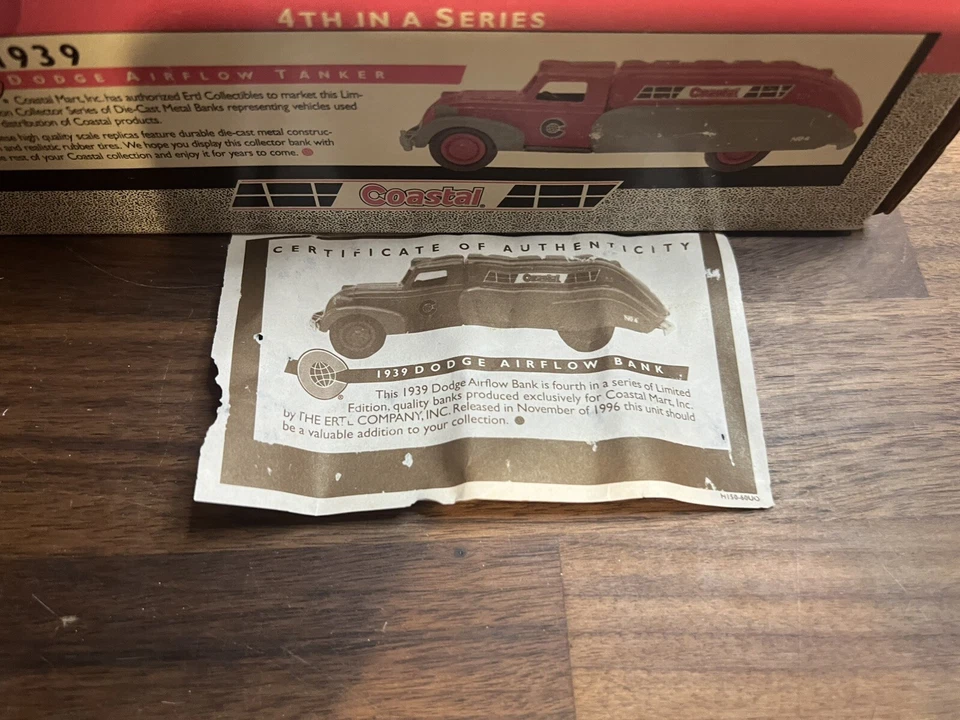 4TH IN A SERIES
1939
DODGE AIRFLOW TANKER
Coastal Mart, Inc. has authorized Ertl Collectibles to market this Lim-
on Collector Series of Die-Cast Metal Banks representing vehicles used
distribution of Coastal products.
ese high quality scale replicas feature durable die-cast metal construc-
and realistic rubber tires. We hope you display this collector bank with
rest of your Coastal collection and enjoy it for years to come.
Coastal
Coastal
CERTIFICATE OF AUTHENTICITY
Coastal
1939 DODGE AIRFLOW BANK
This 1939 Dodge Airflow Bank is fourth in a series of Limited
Edition, quality banks produced exclusively for Coastal Mart, Inc.
by THE ERTL COMPANY, INC. Released in November of 1996 this unit should
be a valuable addition to your collection.